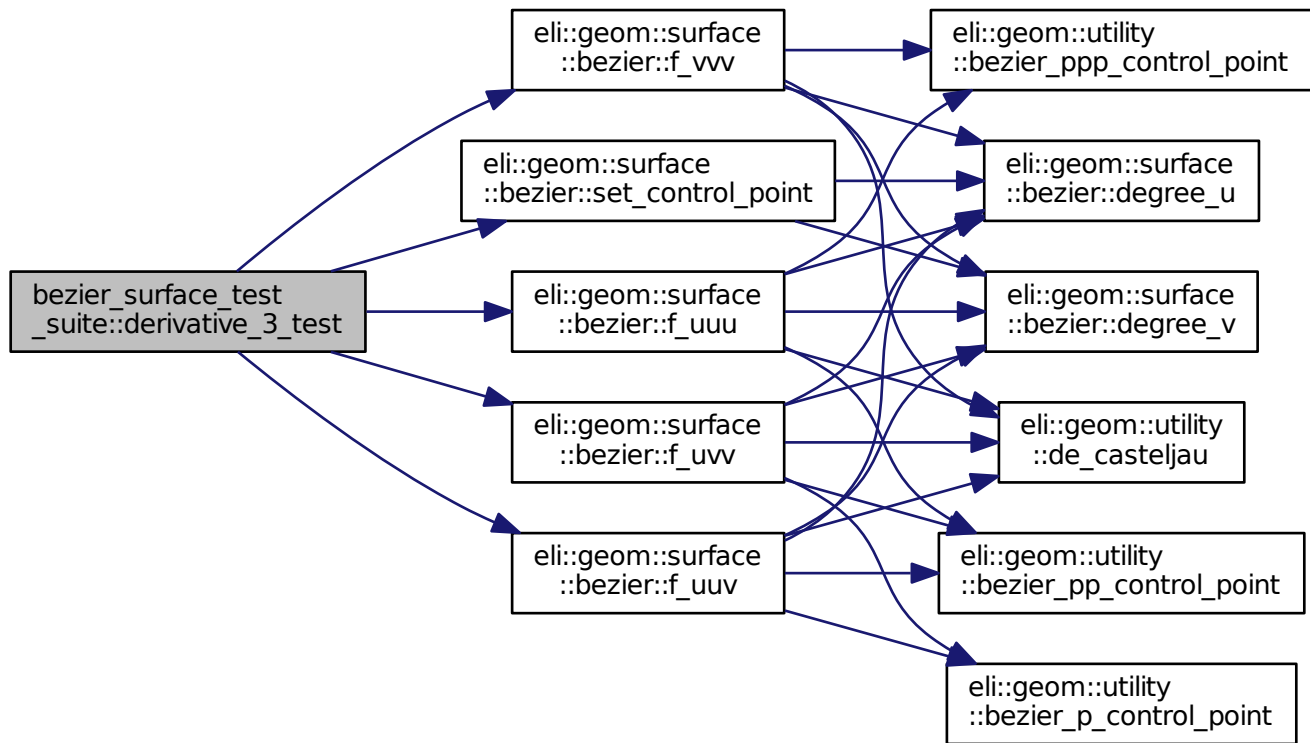 eli::geom::surface
::bezier::f_vvv
eli::geom::utility
::bezier_ppp_control_point
eli::geom::surface
::bezier::set_control_point
eli::geom::surface
::bezier::degree_u
bezier_surface_test
_suite::derivative_3_test
eli::geom::surface
::bezier::f_uuu
eli::geom::surface
::bezier::degree_v
eli::geom::surface
::bezier::f_uvv
eli::geom::utility
::de_casteljau
eli::geom::surface
::bezier::f_uuv
eli::geom::utility
::bezier_pp_control_point
eli::geom::utility
::bezier_p_control_point